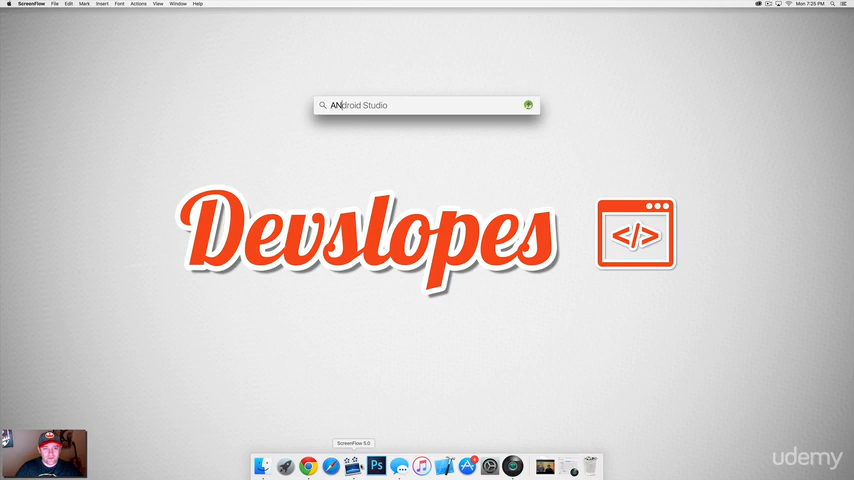 ScreenFlow File Edit Mark Insert Font Actions View Window Help
Mon 7:25 PM
ANdroid Studio
Devslopes
</>
ScreenFlow 5.0
Ps
udemy